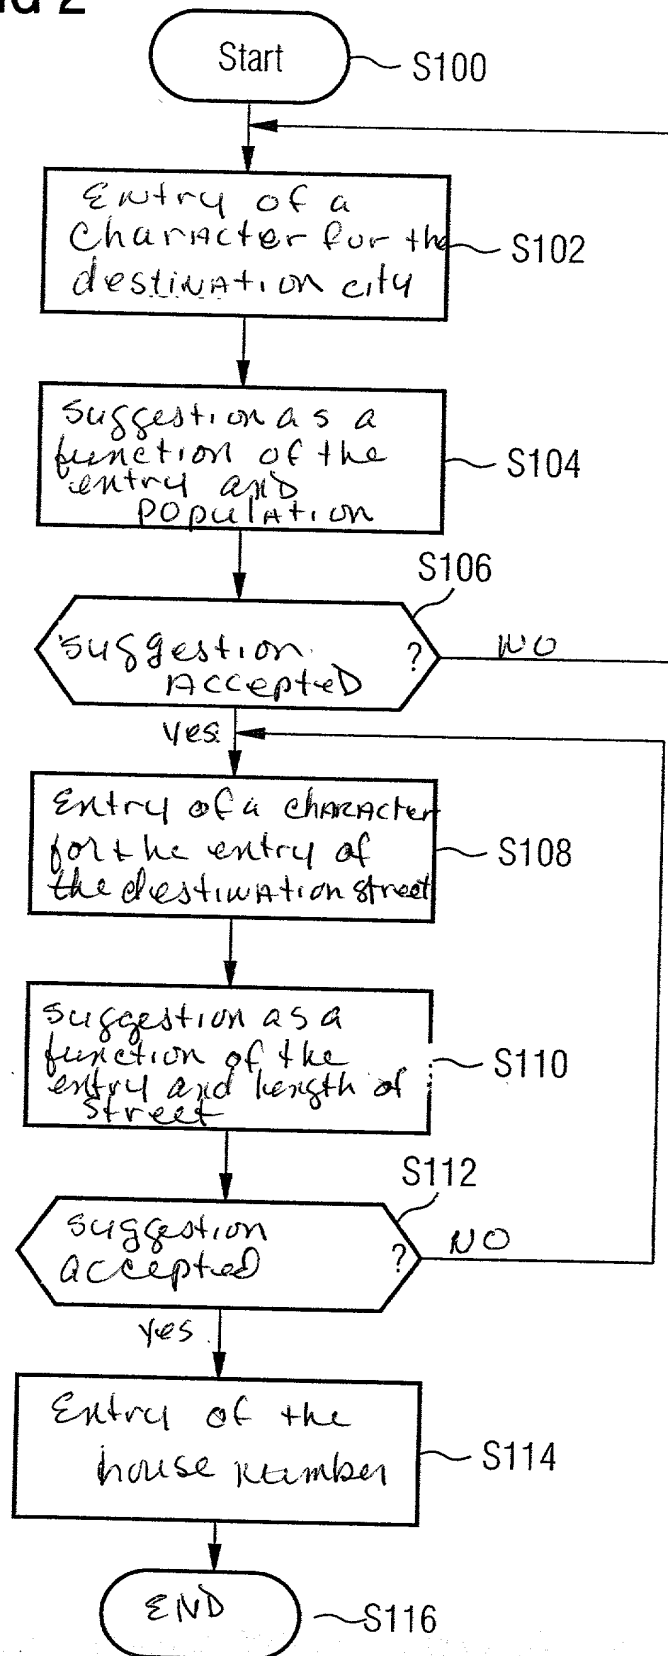 Start
S100
Entry of a
character for the
destination city
S102
Suggestion as a
function of the
entry and
population
S104
S106
Suggestion
Accepted
?
NO
yes
Entry of a character
for the entry of
the destination street
S108
Suggestion as a
function of the
entry and length of
street
S110
S112
Suggestion
accepted
?
NO
yes
Entry of the
house number
S114
END
S116